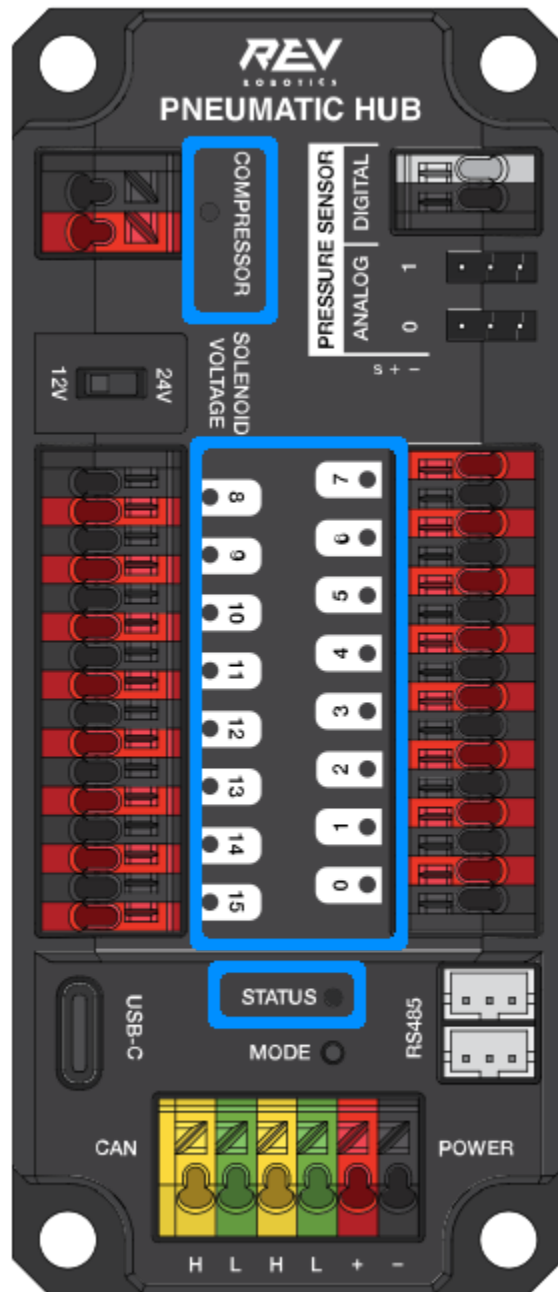 REV
ROBOTICS
PNEUMATIC HUB
COMPRESSOR
PRESSURE SENSOR
DIGITAL
ANALOG
1
0
S + −
12V
24V
SOLENOID
VOLTAGE
8
9
10
11
12
13
14
15
7
6
5
4
3
2
1
0
STATUS
MODE
USB-C
RS485
CAN
POWER
H L H L + −